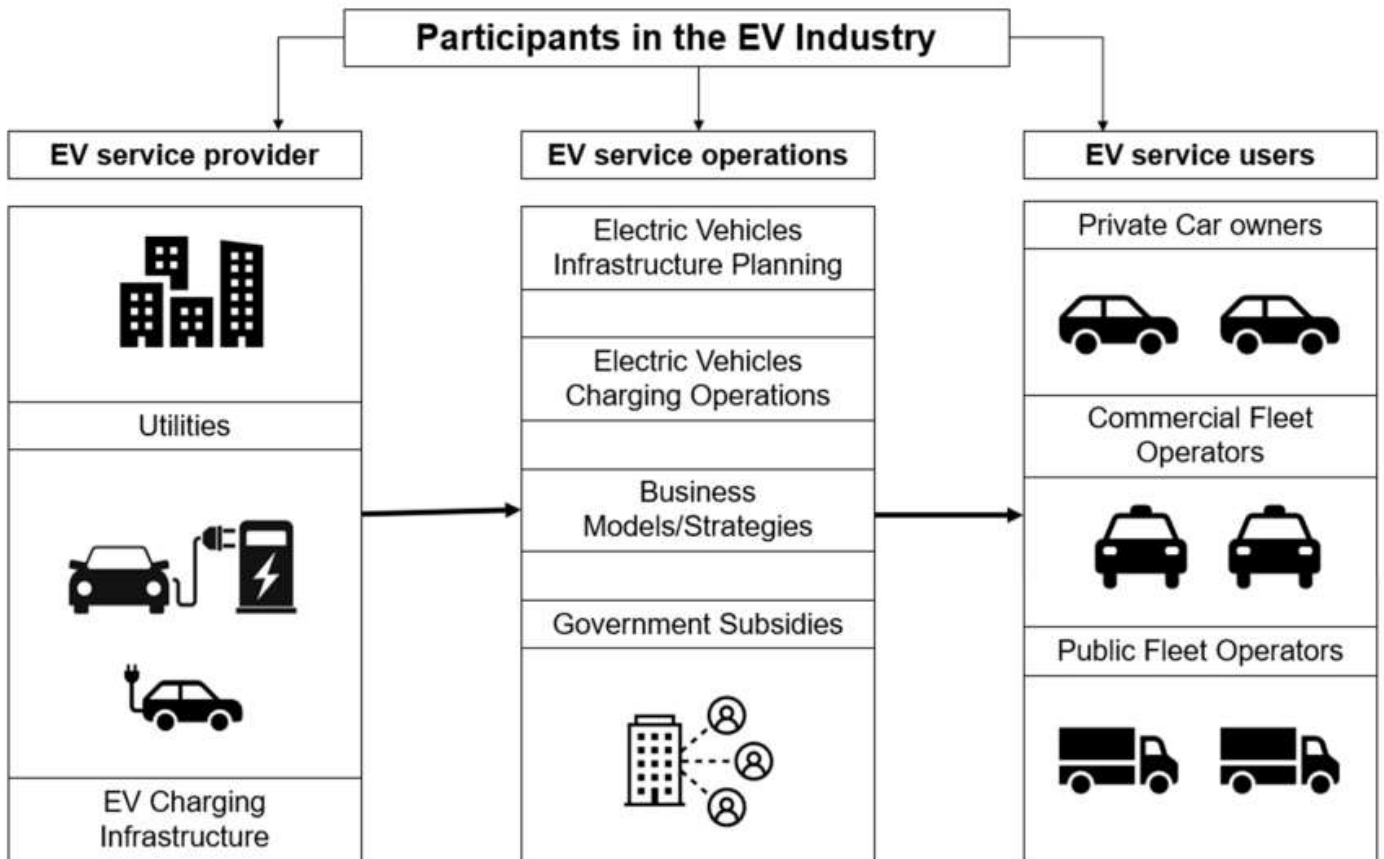 Participants in the EV Industry
EV service provider
Utilities
EV Charging
Infrastructure
EV service operations
Electric Vehicles
Infrastructure Planning
Electric Vehicles
Charging Operations
Business
Models/Strategies
Government Subsidies
EV service users
Private Car owners
Commercial Fleet
Operators
Public Fleet Operators